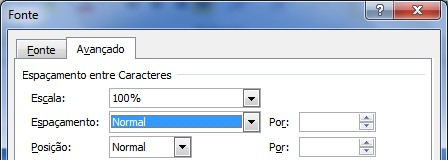 Fonte
Fonte Avançado
Espaçamento entre Caracteres
Escala: 100%
Espaçamento: Normal Por:
Posição: Normal Por: